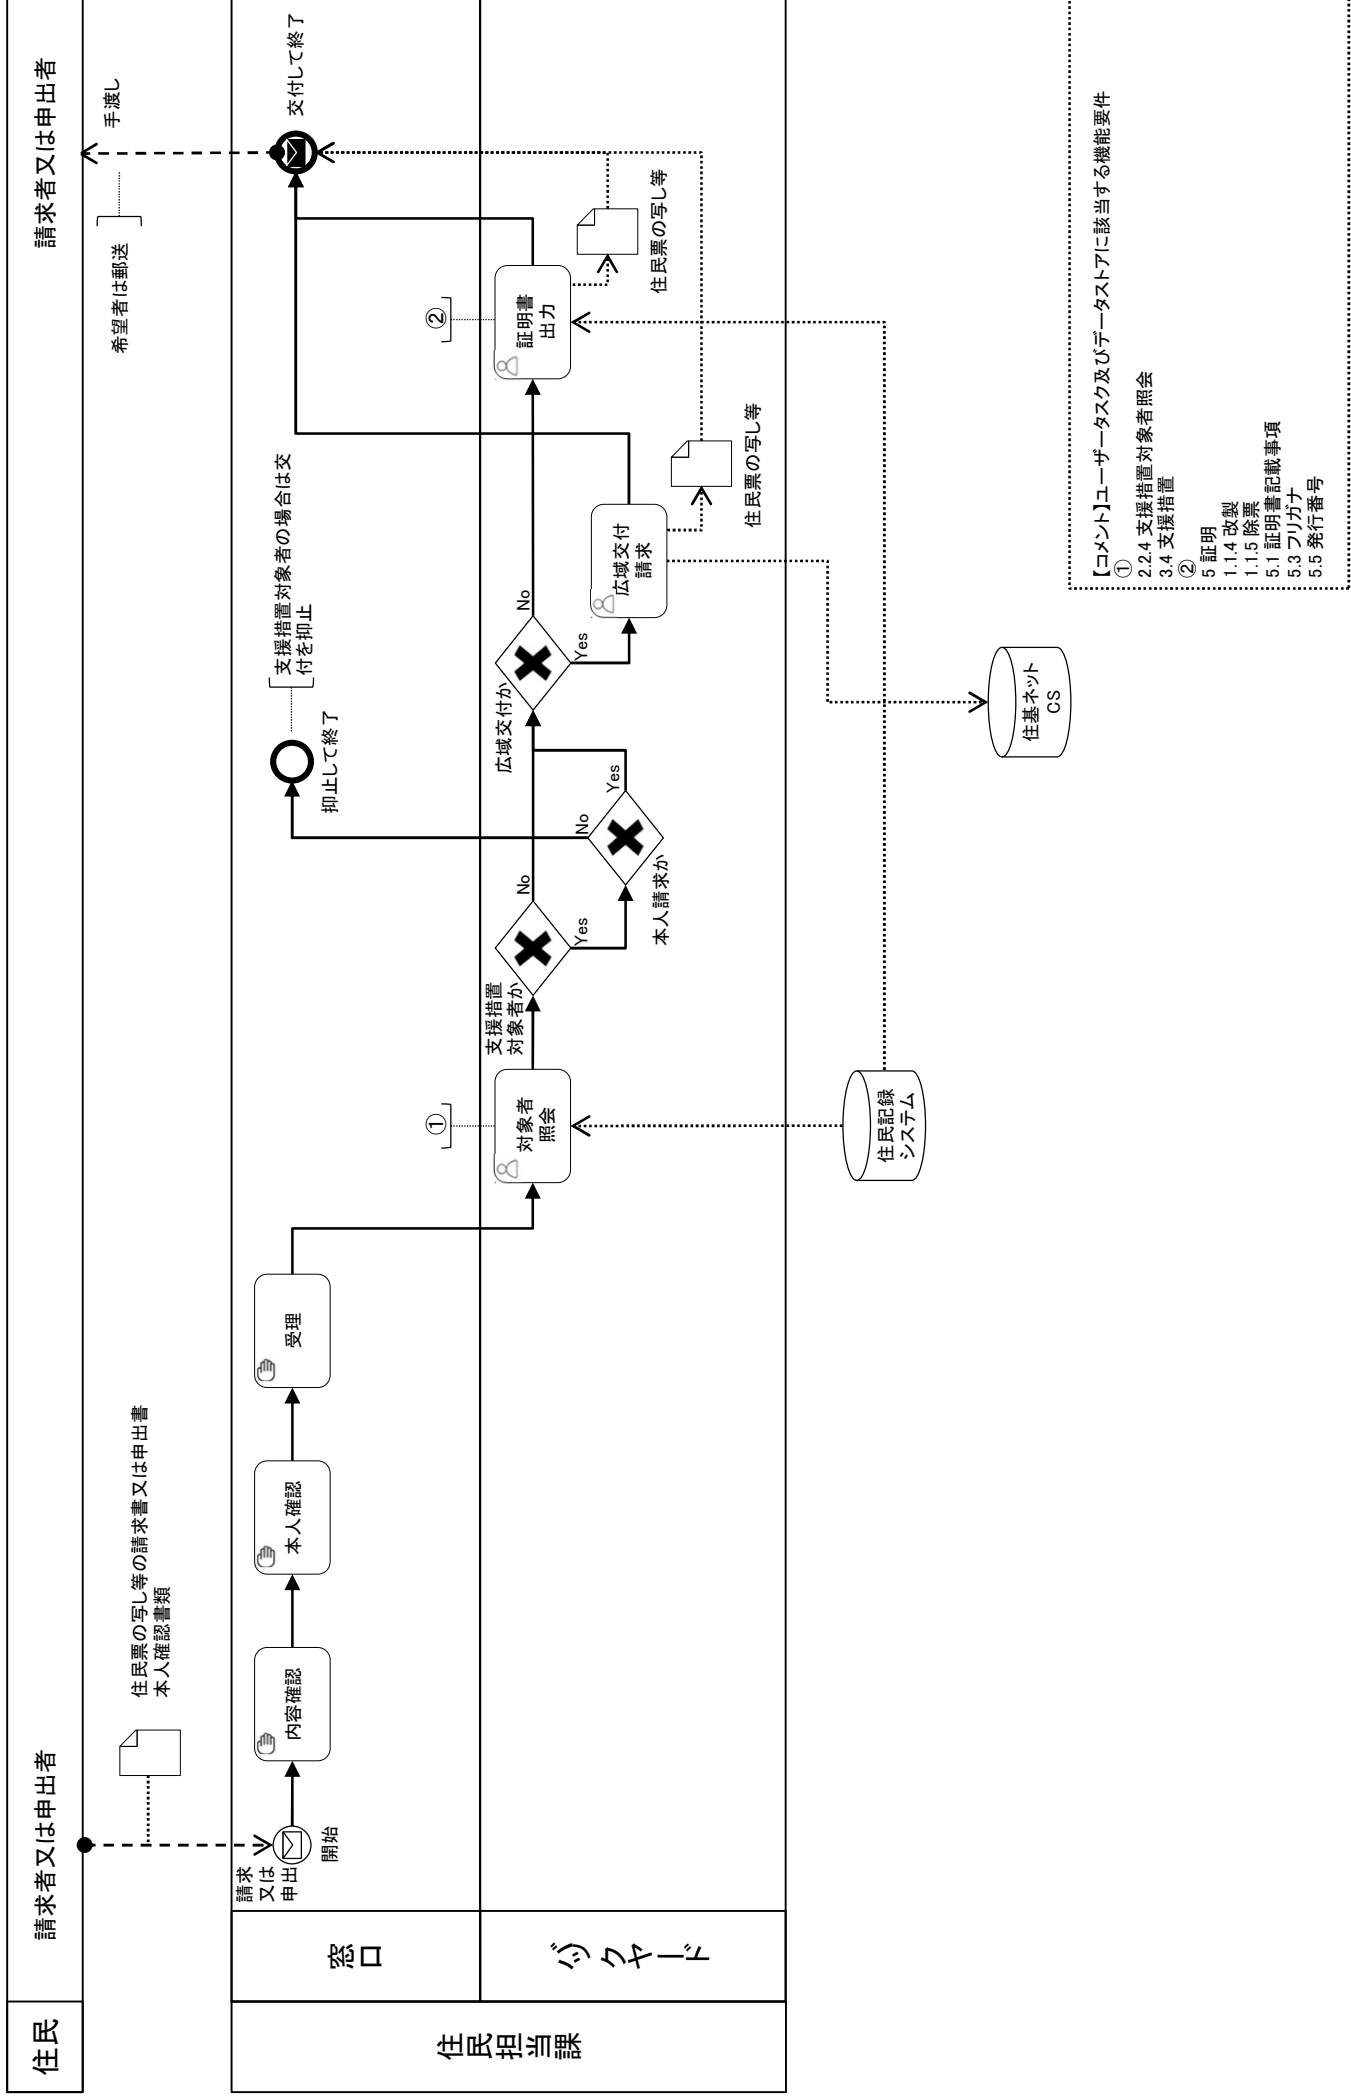 住民
請求者又は申出者
請求者又は申出者
住民票の写し等の請求書又は申出書
本人確認書類
希望者は郵送
手渡し
住民担当課
窓口
請求
又は
申出
開始
内容確認
本人確認
受理
抑止して終了
支援措置対象者の場合は交
付を抑止
交付して終了
バックヤード
①
対象者
照会
支援措置
対象者か
No
Yes
本人請求か
No
Yes
広域交付か
No
Yes
広域交付
請求
住民票の写し等
②
証明書
出力
住民票の写し等
住民記録
システム
住基ネット
CS
【コメント】ユーザータスク及びデータストアに該当する機能要件
①
2.2.4 支援措置対象者照会
3.4 支援措置
②
5 証明
1.1.4 改製
1.1.5 除票
5.1 証明書記載事項
5.3 フリガナ
5.5 発行番号